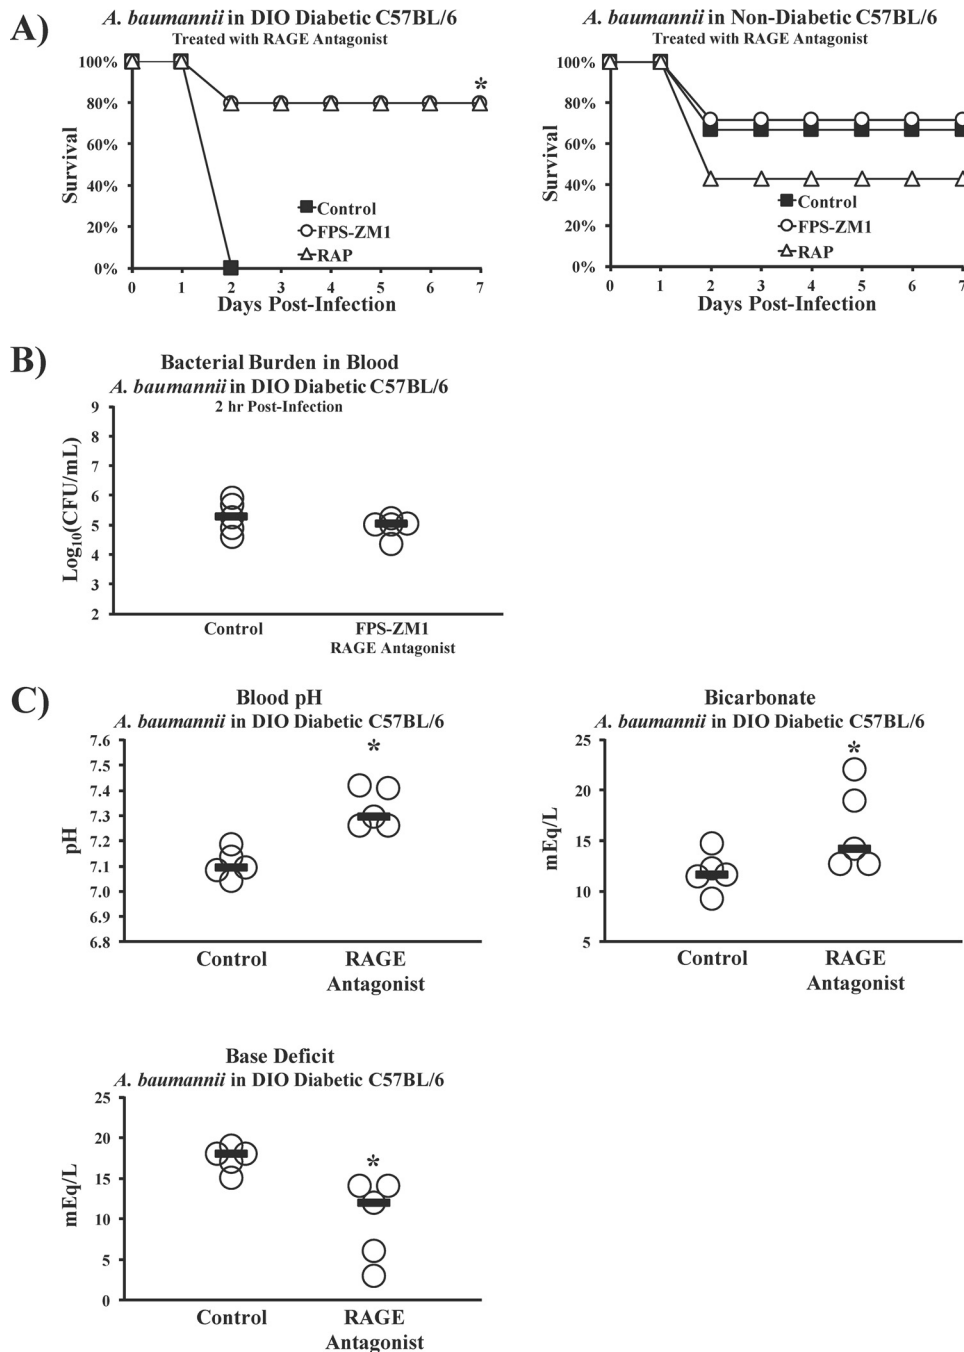 A)
A. baumannii in DIO Diabetic C57BL/6
Treated with RAGE Antagonist
100%
80%
60%
40%
20%
0%
Survival
*
Control
FPS-ZM1
RAP
0 1 2 3 4 5 6 7
Days Post-Infection
A. baumannii in Non-Diabetic C57BL/6
Treated with RAGE Antagonist
100%
80%
60%
40%
20%
0%
Survival
Control
FPS-ZM1
RAP
0 1 2 3 4 5 6 7
Days Post-Infection
B)
Bacterial Burden in Blood
A. baumannii in DIO Diabetic C57BL/6
2 hr Post-Infection
9
8
7
6
5
4
3
2
Log10(CFU/mL)
Control
FPS-ZM1
RAGE Antagonist
C)
Blood pH
A. baumannii in DIO Diabetic C57BL/6
7.6
7.5
7.4
7.3
7.2
7.1
7.0
6.9
6.8
pH
*
Control
RAGE
Antagonist
Bicarbonate
A. baumannii in DIO Diabetic C57BL/6
25
20
15
10
5
mEq/L
*
Control
RAGE
Antagonist
Base Deficit
A. baumannii in DIO Diabetic C57BL/6
25
20
15
10
5
0
mEq/L
*
Control
RAGE
Antagonist